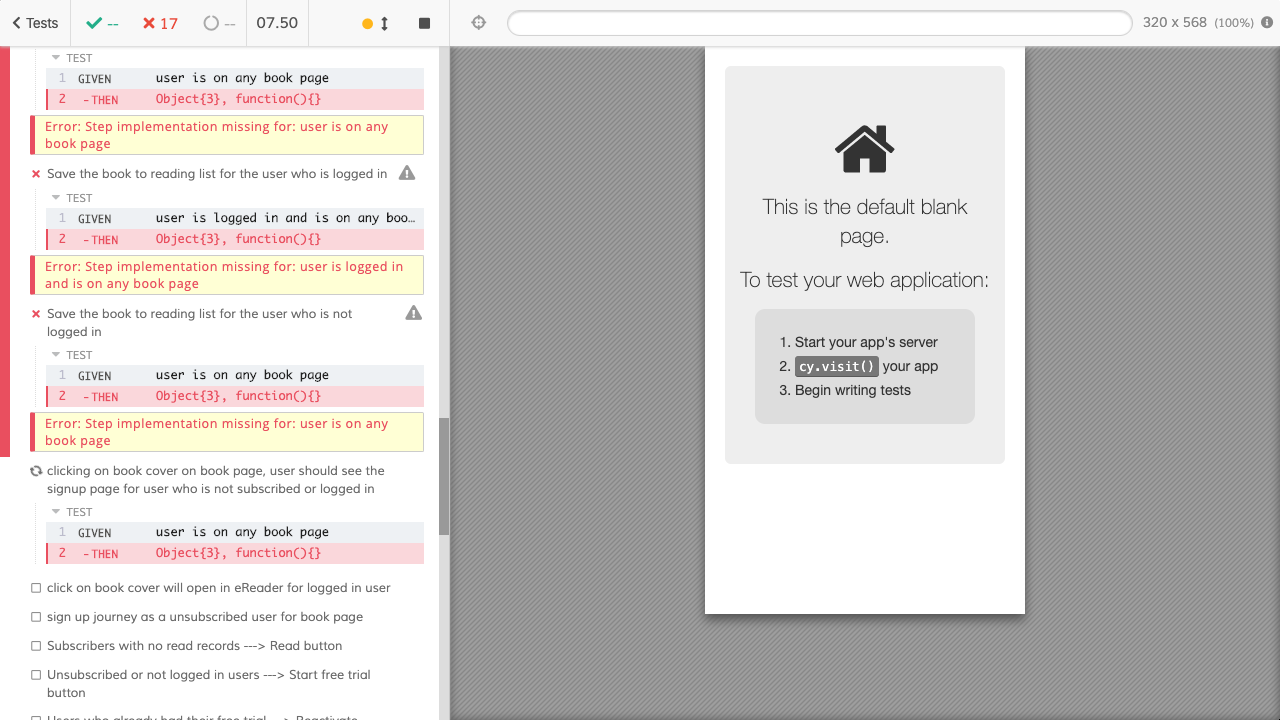 Tests
--
17
--
07.50
320 x 568 (100%)
TEST
1 GIVEN user is on any book page
2 -THEN Object{3}, function(){}
Error: Step implementation missing for: user is on any
book page
Save the book to reading list for the user who is logged in
TEST
1 GIVEN user is logged in and is on any boo…
2 -THEN Object{3}, function(){}
Error: Step implementation missing for: user is logged in
and is on any book page
Save the book to reading list for the user who is not
logged in
TEST
1 GIVEN user is on any book page
2 -THEN Object{3}, function(){}
Error: Step implementation missing for: user is on any
book page
clicking on book cover on book page, user should see the
signup page for user who is not subscribed or logged in
TEST
1 GIVEN user is on any book page
2 -THEN Object{3}, function(){}
click on book cover will open in eReader for logged in user
sign up journey as a unsubscribed user for book page
Subscribers with no read records ---> Read button
Unsubscribed or not logged in users ---> Start free trial
button
Users who already had their free trial ---> Reactivate
This is the default blank
page.
To test your web application:
1. Start your app's server
2. cy.visit() your app
3. Begin writing tests